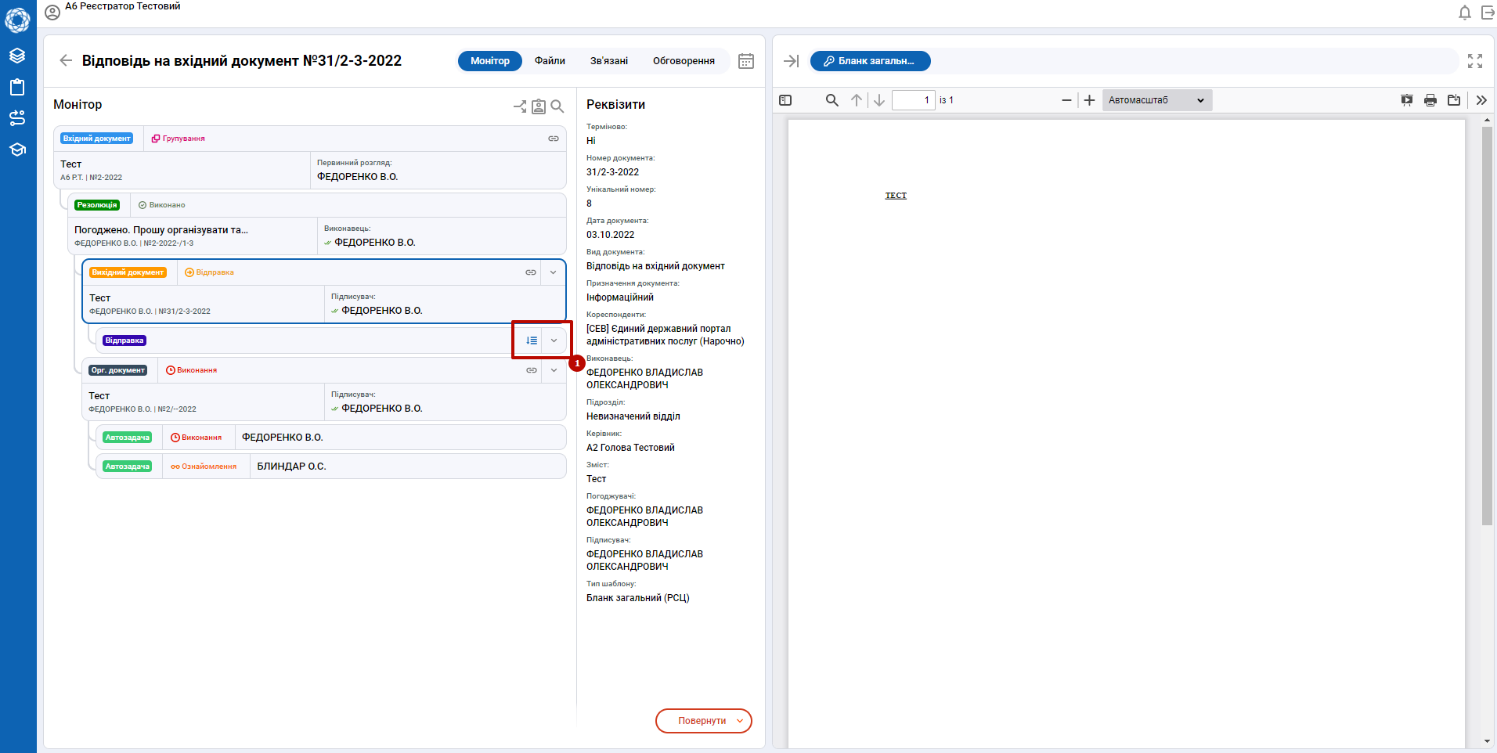 А6 Реєстратор Тестовий
Відповідь на вхідний документ №31/2-3-2022
Монітор
Файли
Зв'язані
Обговорення
Монітор
Вхідний документ
Групування
Тест
А6 Р.Т. | №2-2022
Первинний розгляд:
ФЕДОРЕНКО В.О.
Резолюція
Виконано
Погоджено. Прошу організувати та...
ФЕДОРЕНКО В.О. | №2-2022-/1-3
Виконавець:
ФЕДОРЕНКО В.О.
Вихідний документ
Відправка
Тест
ФЕДОРЕНКО В.О. | №31/2-3-2022
Підписувач:
ФЕДОРЕНКО В.О.
Відправка
1
Орг. документ
Виконання
Тест
ФЕДОРЕНКО В.О. | №2/--2022
Підписувач:
ФЕДОРЕНКО В.О.
Автозадача
Виконання
ФЕДОРЕНКО В.О.
Автозадача
Ознайомлення
БЛИНДАР О.С.
Реквізити
Терміново:
Ні
Номер документа:
31/2-3-2022
Унікальний номер:
8
Дата документа:
03.10.2022
Вид документа:
Відповідь на вхідний документ
Призначення документа:
Інформаційний
Кореспонденти:
[СЕВ] Єдиний державний портал
адміністративних послуг (Нарочно)
Виконавець:
ФЕДОРЕНКО ВЛАДИСЛАВ
ОЛЕКСАНДРОВИЧ
Підрозділ:
Невизначений відділ
Керівник:
А2 Голова Тестовий
Зміст:
Тест
Погоджувачі:
ФЕДОРЕНКО ВЛАДИСЛАВ
ОЛЕКСАНДРОВИЧ
Підписувач:
ФЕДОРЕНКО ВЛАДИСЛАВ
ОЛЕКСАНДРОВИЧ
Тип шаблону:
Бланк загальний (РСЦ)
Повернути
Бланк загальн...
1 із 1
Автомасштаб
ТЕСТ